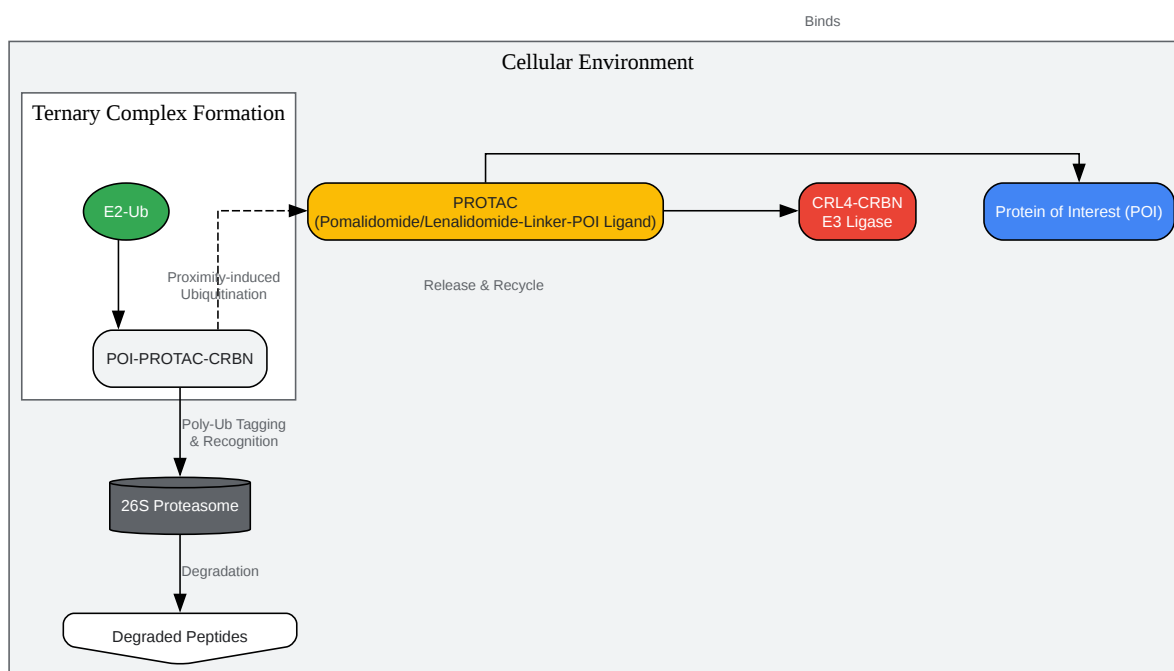 Binds
Cellular Environment
Ternary Complex Formation
E2-Ub
PROTAC
(Pomalidomide/Lenalidomide-Linker-POI Ligand)
CRL4-CRBN
E3 Ligase
Protein of Interest (POI)
Proximity-induced
Ubiquitination
Release & Recycle
POI-PROTAC-CRBN
Poly-Ub Tagging
& Recognition
26S Proteasome
Degradation
Degraded Peptides